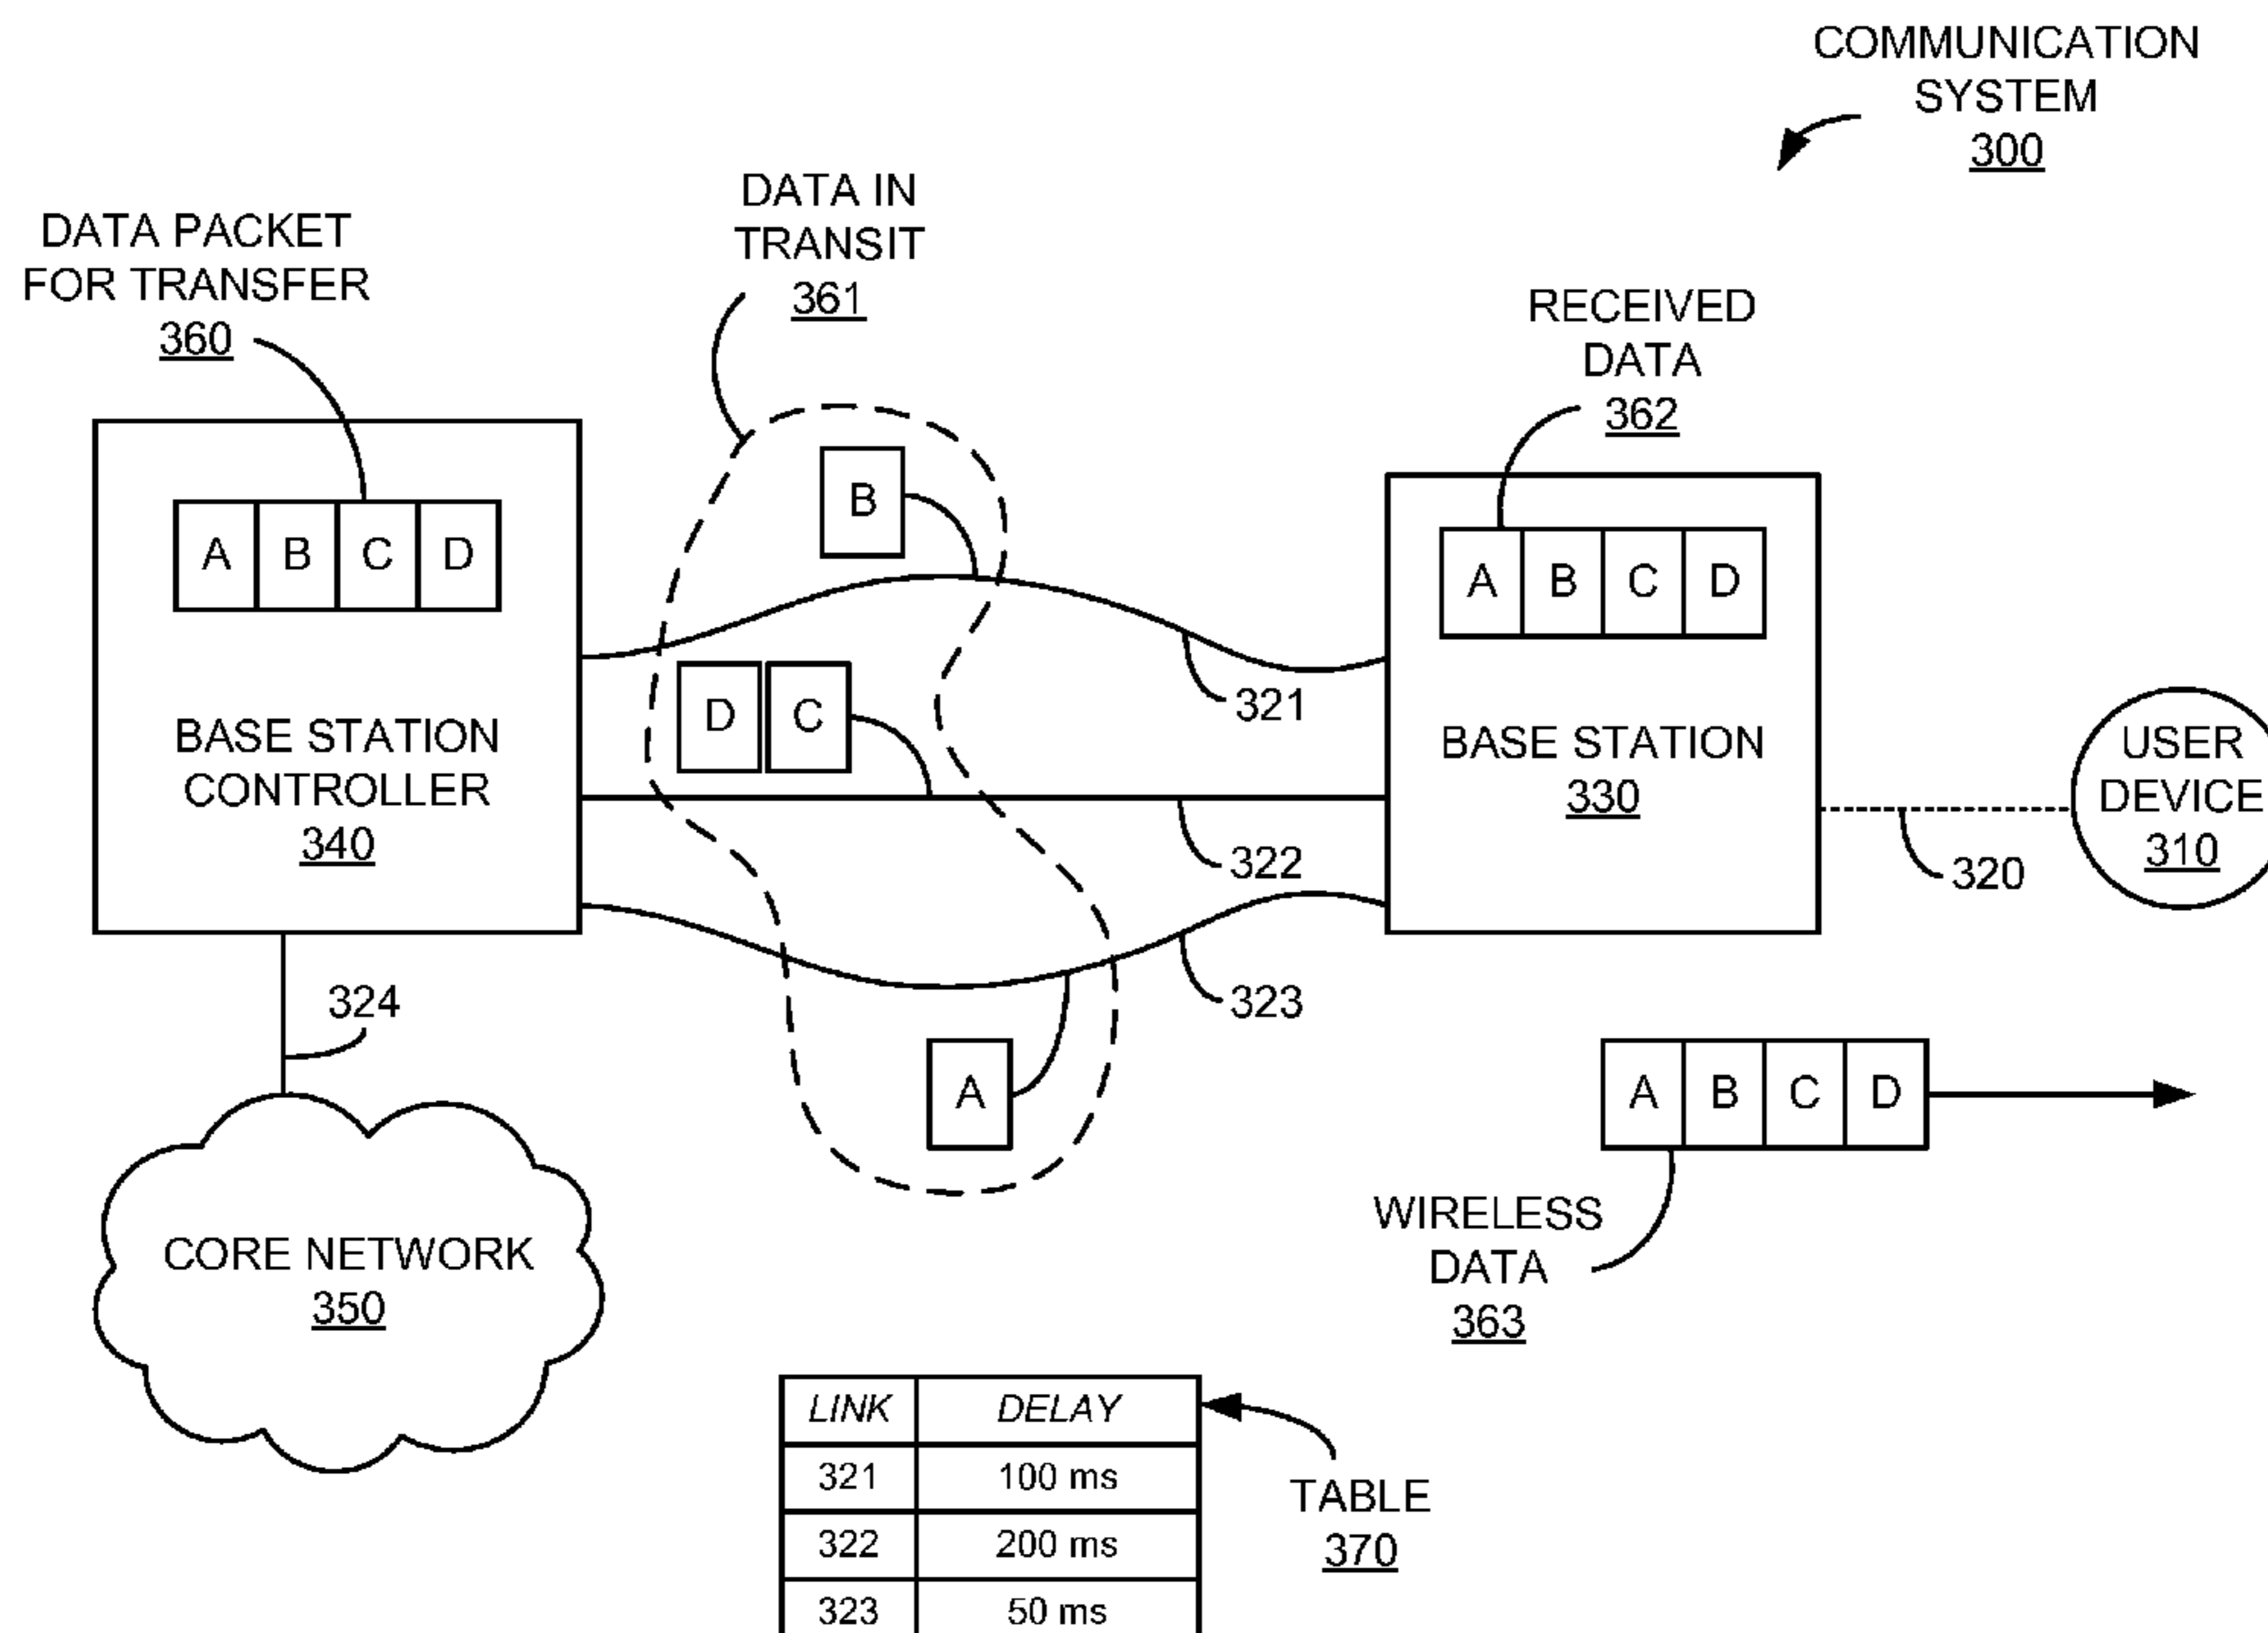 COMMUNICATION
SYSTEM
300
DATA PACKET
FOR TRANSFER
360
DATA IN
TRANSIT
361
RECEIVED
DATA
362
A B C D
BASE STATION
CONTROLLER
340
B
D C
A
321
322
323
A B C D
BASE STATION
330
320
USER
DEVICE
310
324
CORE NETWORK
350
A B C D
WIRELESS
DATA
363
LINK DELAY
321 100 ms
322 200 ms
323 50 ms
TABLE
370